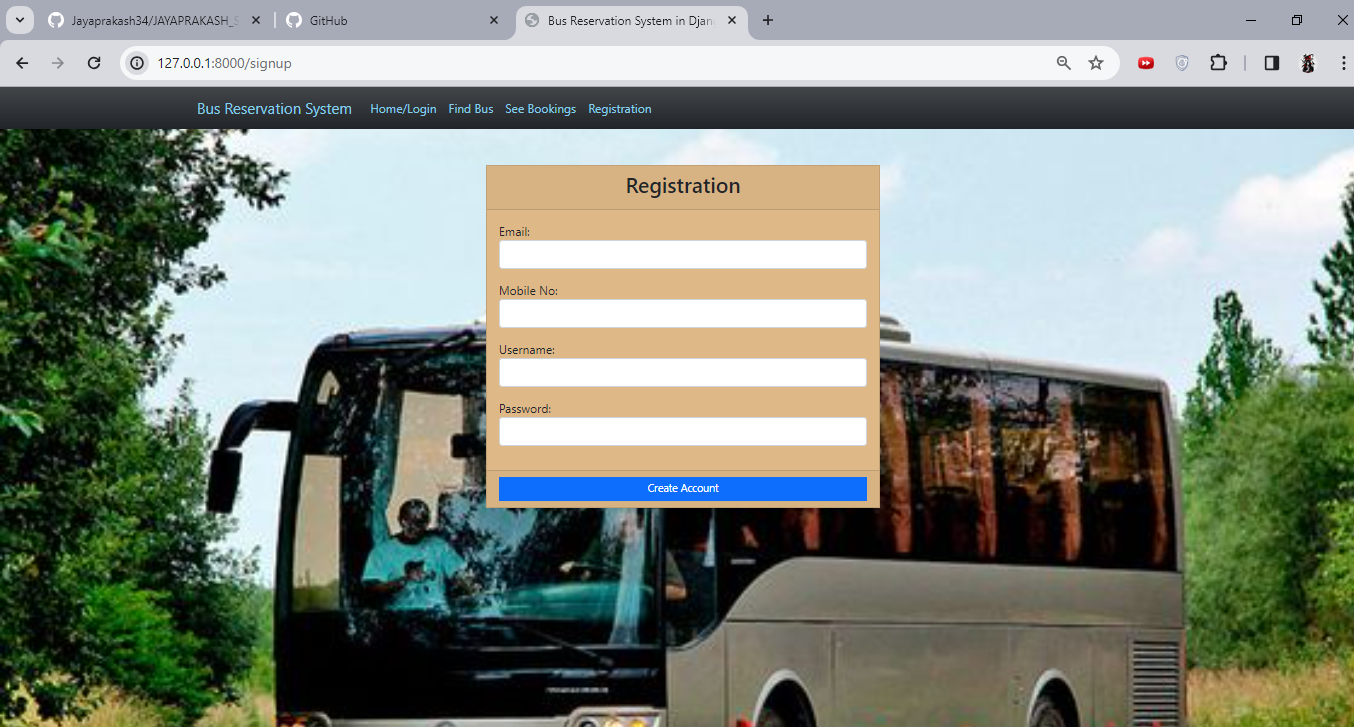 Jayaprakash34/JAYAPRAKASH_S
GitHub
Bus Reservation System in Djan
127.0.0.1:8000/signup
Bus Reservation System
Home/Login
Find Bus
See Bookings
Registration
Registration
Email:
Mobile No:
Username:
Password:
Create Account